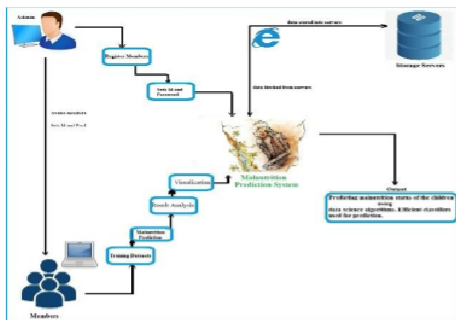 Admin
data stored into servers
Register Members
Storage Servers
data fetched from servers
Sets Id and
Password
Visualization
Malnutrition
Prediction System
Results Analysis
Output
Predicting malnutrition status of the children
using
data science algorithms. Efficient classifiers
used for prediction.
Malnutrition
Prediction
Training Datasets
Members